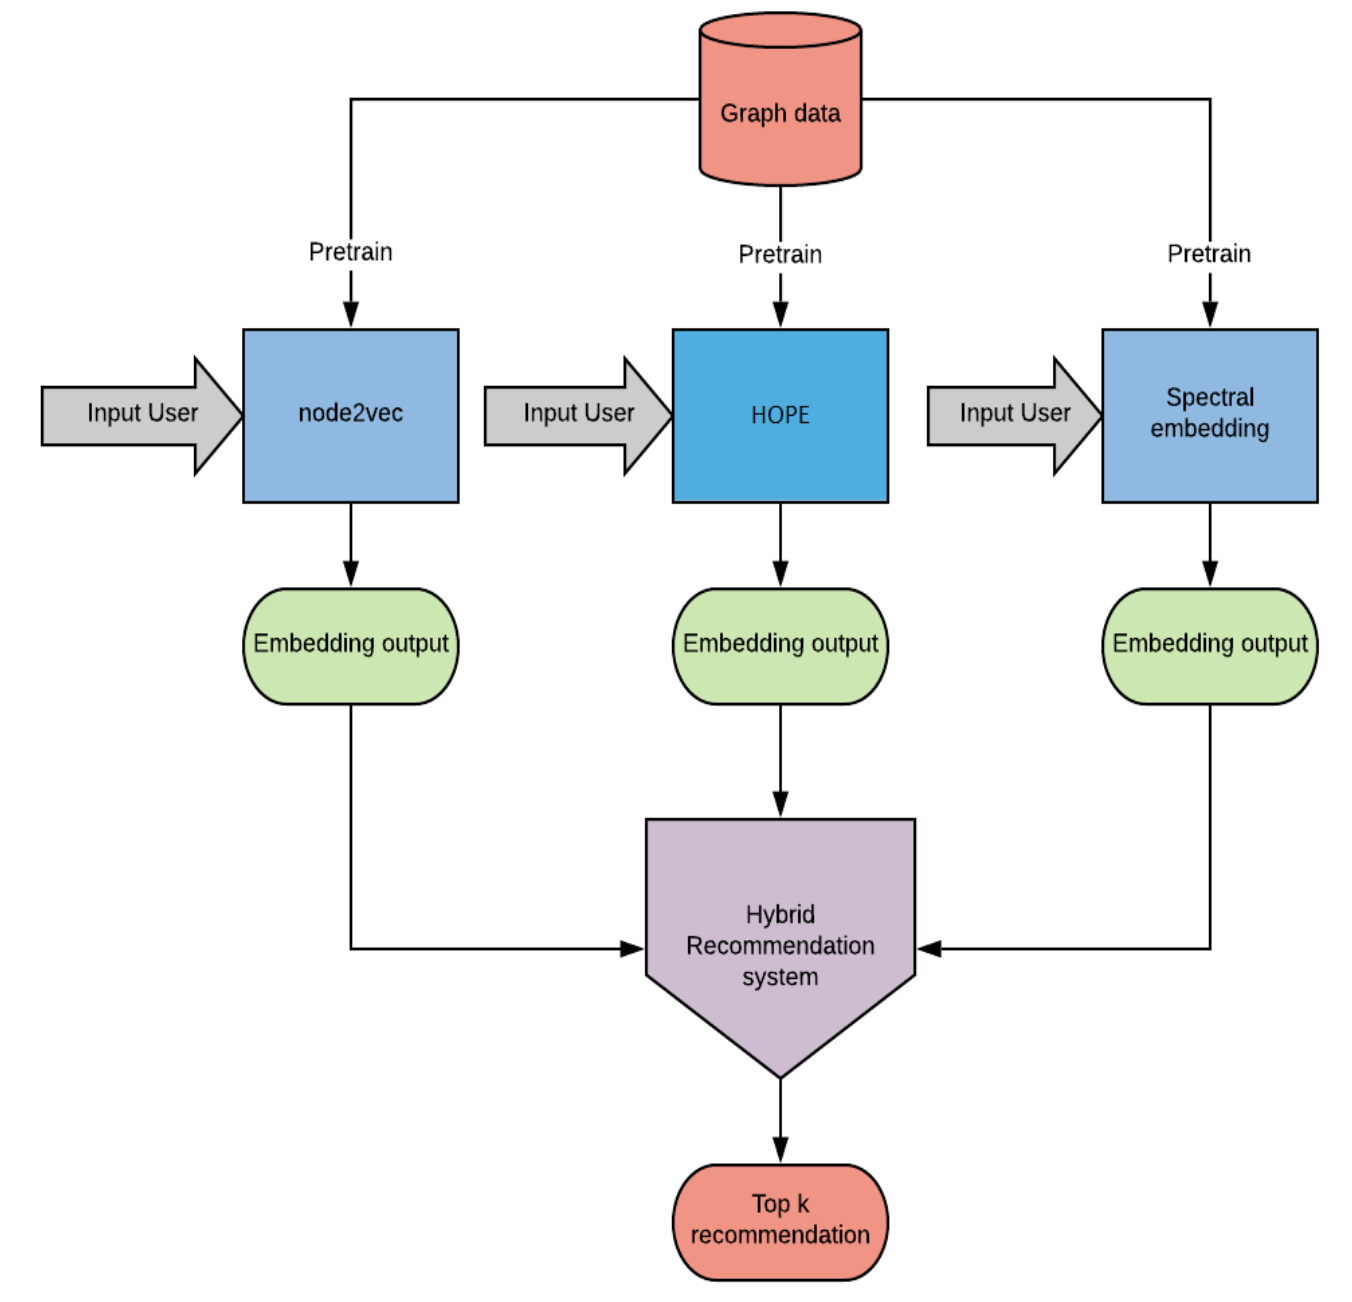 Graph data
Pretrain
Pretrain
Pretrain
Input User
node2vec
Input User
HOPE
Input User
Spectral
embedding
Embedding output
Embedding output
Embedding output
Hybrid
Recommendation
system
Top k
recommendation